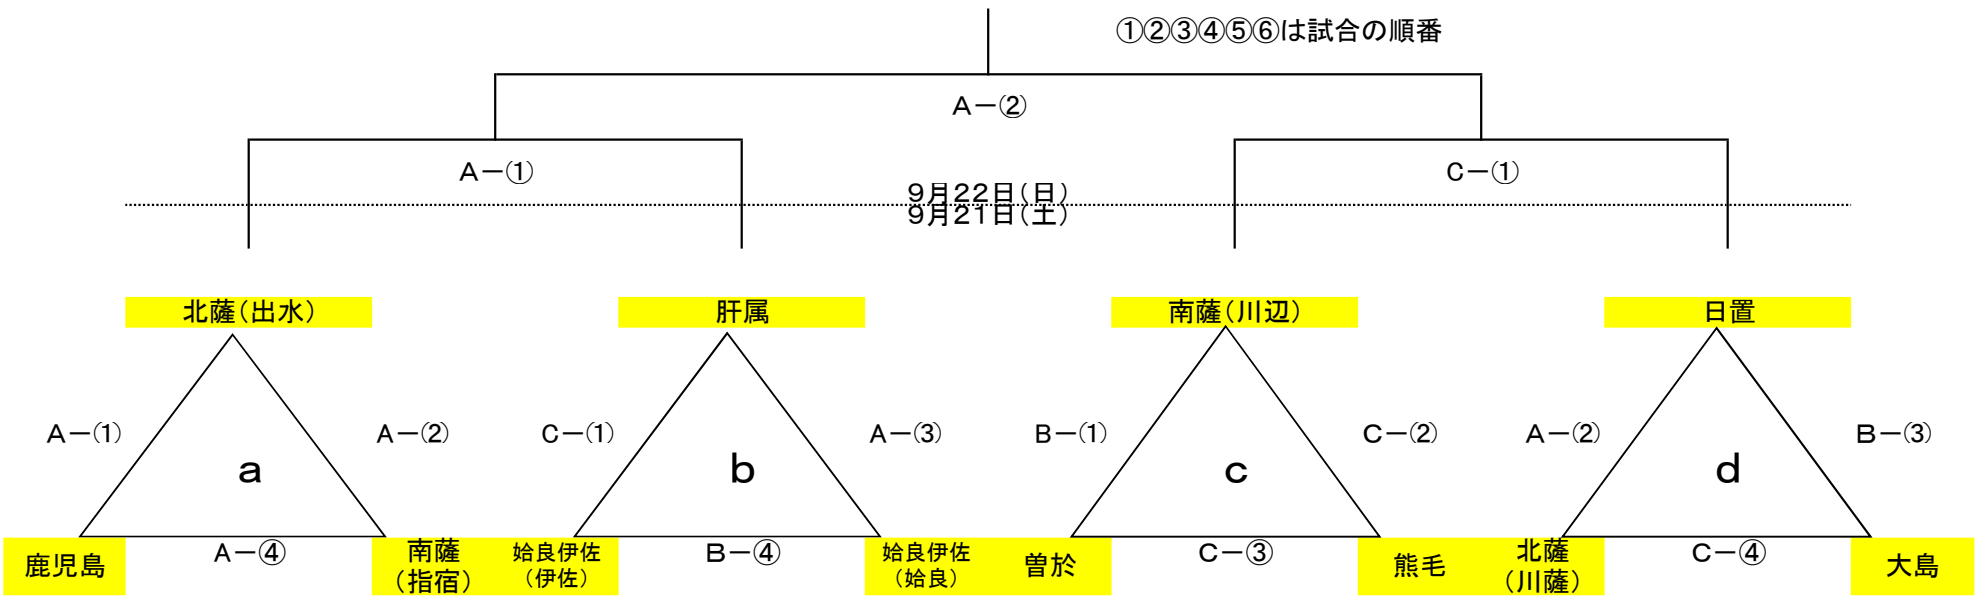 ①②③④⑤⑥は試合の順番
A－②
A－①
C－①
9月22日(日)
9月21日(土)
北薩(出水)
肝属
南薩(川辺)
日置
A－①
A－②
C－①
A－③
B－①
C－②
A－②
B－③
a
b
c
d
鹿児島
A－④
南薩
(指宿)
姶良伊佐
(伊佐)
B－④
姶良伊佐
(姶良)
曽於
C－③
熊毛
北薩
(川薩)
C－④
大島